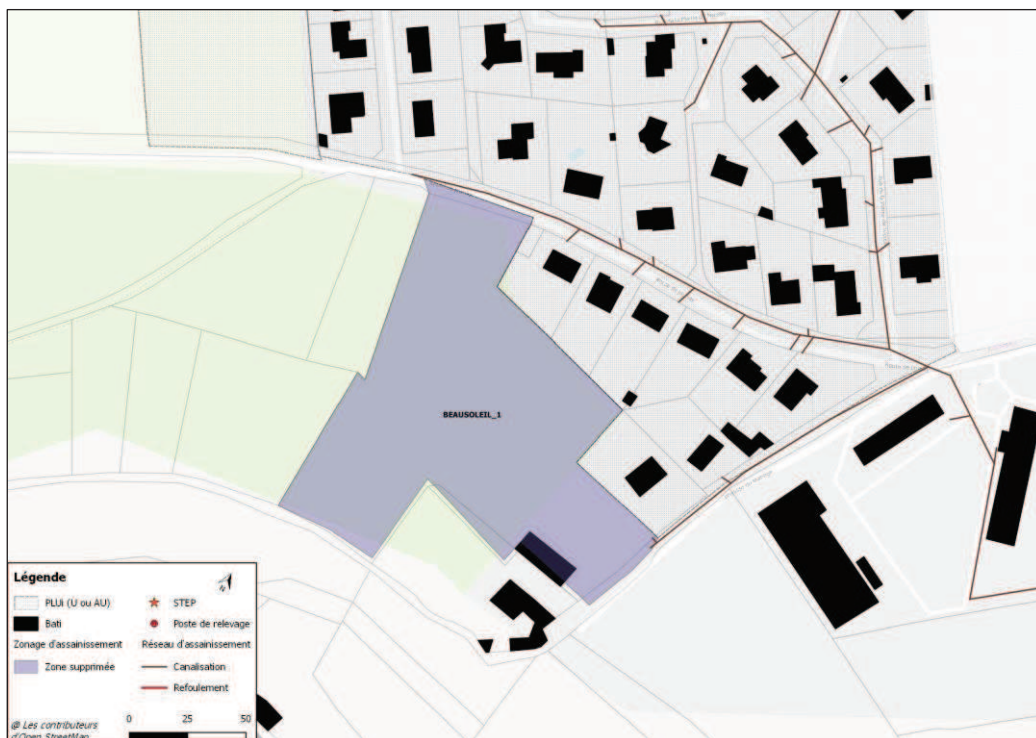 BEAUSOLEIL_1
Légende
N
PLUi (U ou AU)
Bati
Zonage d'assainissement
Zone supprimée
STEP
Poste de relevage
Réseau d'assainissement
Canalisation
Refoulement
@ Les contributeurs
d'Open StreetMap
0 25 50